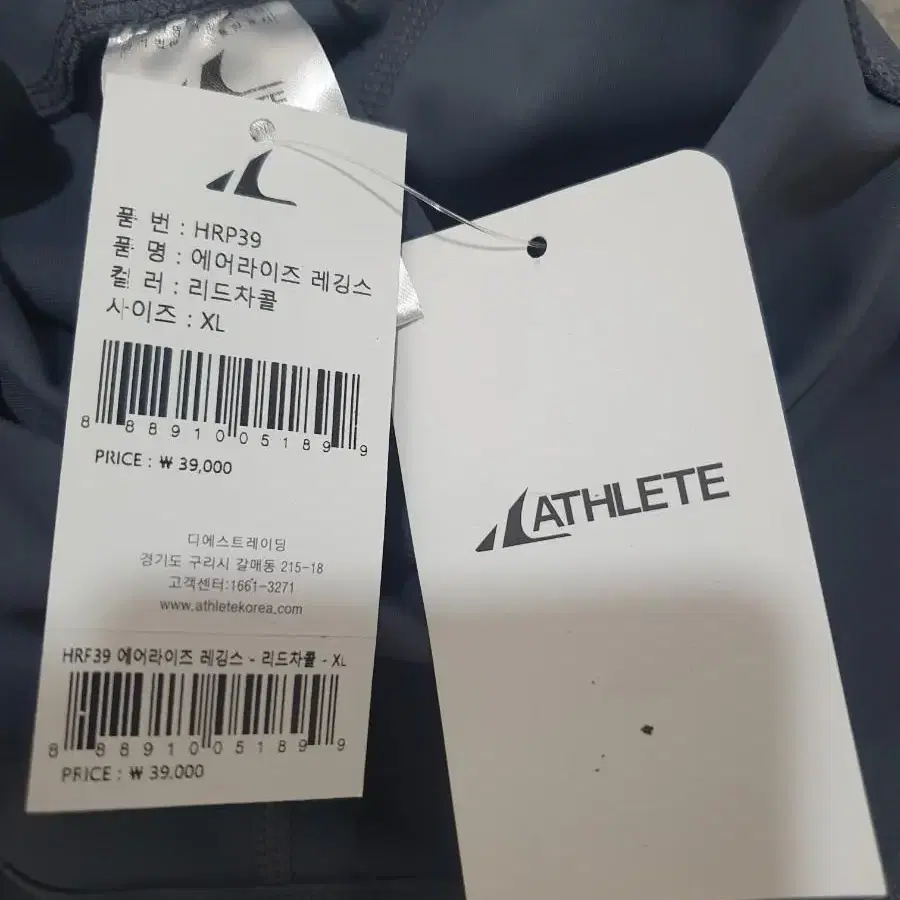 품 번 : HRP39
품 명 : 에어라이즈 레깅스
컬 러 : 리드차콜
사이즈 : XL
8 88910 05189 9
PRICE : ₩ 39,000
디에스트레이딩
경기도 구리시 갈매동 215-18
고객센터:1661-3271
www.athletekorea.com
HRF39 에어라이즈 레깅스 - 리드차콜 - XL
8 88910 05189 9
PRICE : ₩ 39,000
ATHLETE